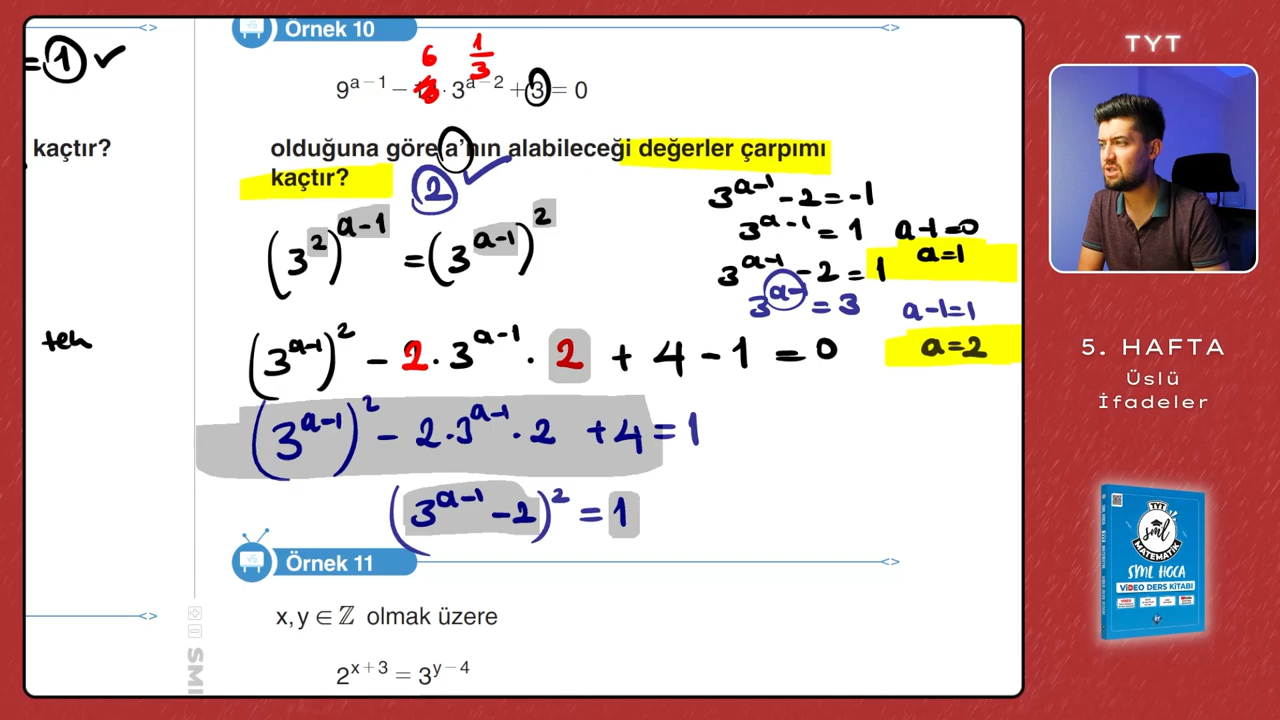 = 1 ✓
kaçtır?
teh
Örnek 10
6 1/3
9^(a−1) − · 3^(a−2) + 3 = 0
olduğuna göre a'nın alabileceği değerler çarpımı
kaçtır?
2 ✓
(3^2)^(a-1) = (3^(a-1))^2
(3^(a-1))^2 - 2 · 3^(a-1) · 2 + 4 - 1 = 0
(3^(a-1))^2 - 2 · 3^(a-1) · 2 + 4 = 1
(3^(a-1) - 2)^2 = 1
3^(a-1) - 2 = -1
3^(a-1) = 1 a-1=0
a=1
3^(a-1) - 2 = 1
3^(a-1) = 3 a-1=1
a=2
Örnek 11
x, y ∈ ℤ olmak üzere
2^(x+3) = 3^(y−4)
SMI
TYT
5. HAFTA
Üslü
İfadeler
TYT
sml
MATEMATİK
SML HOCA
VİDEO DERS KİTABI